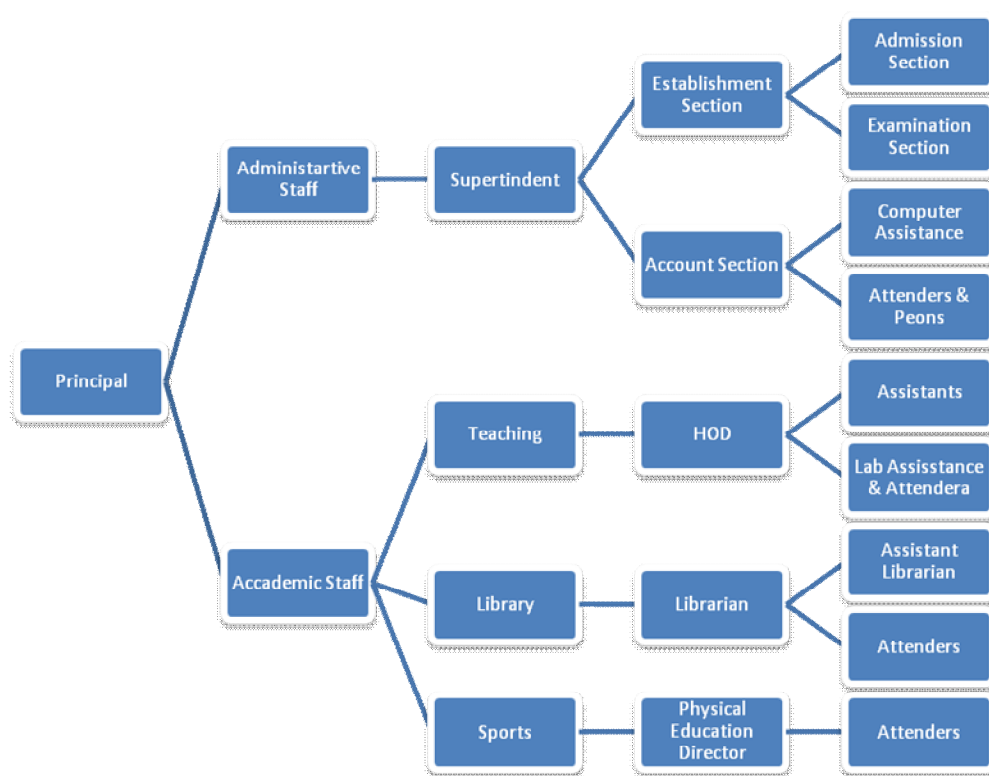 Principal
Administartive
Staff
Supertindent
Establishment
Section
Admission
Section
Examination
Section
Account Section
Computer
Assistance
Attenders &
Peons
Accademic Staff
Teaching
HOD
Assistants
Lab Assisstance
& Attendera
Library
Librarian
Assistant
Librarian
Attenders
Sports
Physical
Education
Director
Attenders